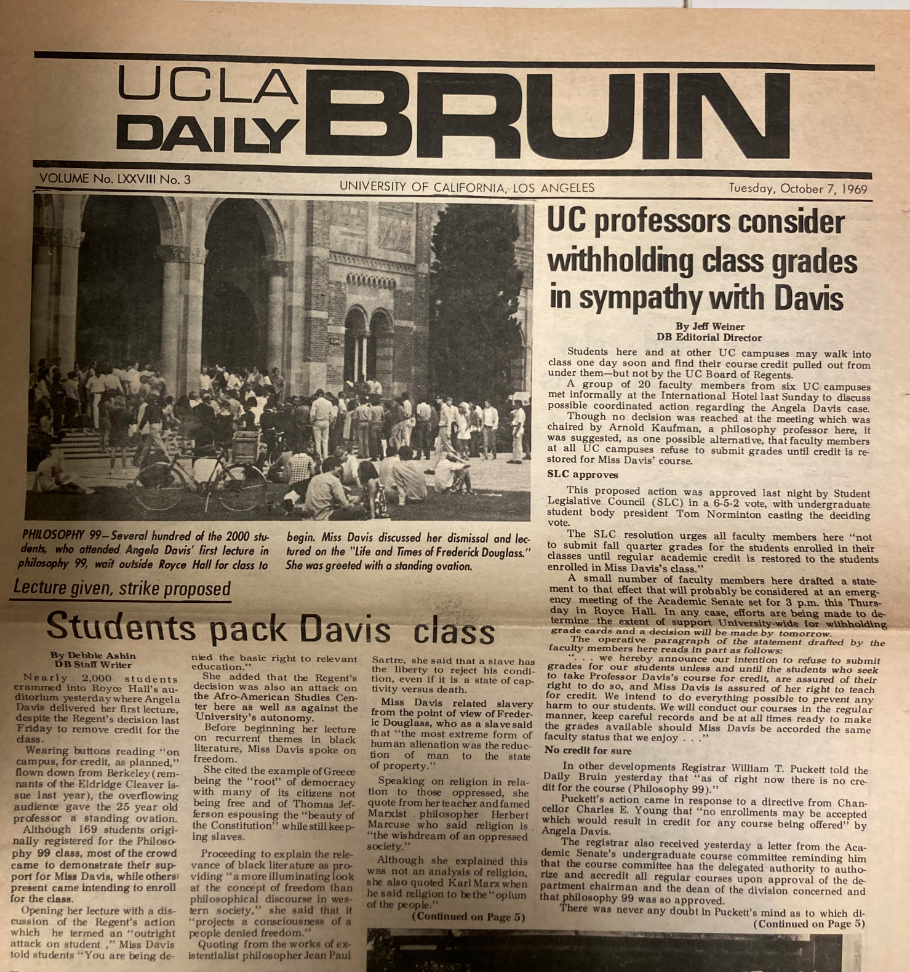 UCLA
DAILY BRUIN
VOLUME No. LXXVIII No. 3
UNIVERSITY OF CALIFORNIA, LOS ANGELES
Tuesday, October 7, 1969
PHILOSOPHY 99—Several hundred of the 2000 stu-
dents, who attended Angela Davis' first lecture in
philosophy 99, wait outside Royce Hall for class to
begin. Miss Davis discussed her dismissal and lec-
tured on the "Life and Times of Frederick Douglass."
She was greeted with a standing ovation.
Lecture given, strike proposed
Students pack Davis class
By Debbie Ashin
DB Staff Writer
Nearly 2,000 students
crammed into Royce Hall's au-
ditorium yesterday where Angela
Davis delivered her first lecture,
despite the Regent's decision last
Friday to remove credit for the
class.
Wearing buttons reading "on
campus, for credit, as planned,"
flown down from Berkeley (rem-
nants of the Eldridge Cleaver is-
sue last year), the overflowing
audience gave the 25 year old
professor a standing ovation.
Although 169 students origi-
nally registered for the Philoso-
phy 99 class, most of the crowd
came to demonstrate their sup-
port for Miss Davis, while others
present came intending to enroll
for the class.
Opening her lecture with a dis-
cussion of the Regent's action
which he termed an "outright
attack on student ," Miss Davis
told students "You are being de-
nied the basic right to relevant
education."
She added that the Regent's
decision was also an attack on
the Afro-American Studies Cen-
ter here as well as against the
University's autonomy.
Before beginning her lecture
on recurrent themes in black
literature, Miss Davis spoke on
freedom.
She cited the example of Greece
being the "root" of democracy
with many of its citizens not
being free and of Thomas Jef-
ferson espousing the "beauty of
the Constitution" while still keep-
ing slaves.
Proceeding to explain the rele-
vance of black literature as pro-
viding "a more illuminating look
at the concept of freedom than
philosophical discourse in wes-
tern society," she said that it
"projects a consciousness of a
people denied freedom."
Quoting from the works of ex-
istentialist philosopher Jean Paul
Sartre, she said that a slave has
the liberty to reject his condi-
tion, even if it is a state of cap-
tivity versus death.
Miss Davis related slavery
from the point of view of Freder-
ic Douglass, who as a slave said
that "the most extreme form of
human alienation was the reduc-
tion of man to the state
of property."
Speaking on religion in rela-
tion to those oppressed, she
quote from her teacher and famed
Marxist philosopher Herbert
Marcuse who said religion is
"the wishdream of an oppressed
society."
Although she explained this
was not an analysis of religion,
she also quoted Karl Marx when
he said religion to be the "opium
of the people."
(Continued on Page 5)
UC professors consider
withholding class grades
in sympathy with Davis
By Jeff Weiner
DB Editorial Director
Students here and at other UC campuses may walk into
class one day soon and find their course credit pulled out from
under them—but not by the UC Board of Regents.
A group of 20 faculty members from six UC campuses
met informally at the International Hotel last Sunday to discuss
possible coordinated action regarding the Angela Davis case.
Though no decision was reached at the meeting which was
chaired by Arnold Kaufman, a philosophy professor here, it
was suggested, as one possible alternative, that faculty members
at all UC campuses refuse to submit grades until credit is re-
stored for Miss Davis' course.
SLC approves
This proposed action was approved last night by Student
Legislative Council (SLC) in a 6-5-2 vote, with undergraduate
student body president Tom Norminton casting the deciding
vote.
The SLC resolution urges all faculty members here "not
to submit fall quarter grades for the students enrolled in their
classes until regular academic credit is restored to the students
enrolled in Miss Davis's class."
A small number of faculty members here drafted a state-
ment to that effect that will probably be considered at an emerg-
ency meeting of the Academic Senate set for 3 p.m. this Thurs-
day in Royce Hall. In any case, efforts are being made to de-
termine the extent of support University-wide for withholding
grade cards and a decision will be made by tomorrow.
The operative paragraph of the statement drafted by the
faculty members here reads in part as follows:
". . . we hereby announce our intention to refuse to submit
grades for our students unless and until the students who seek
to take Professor Davis's course for credit, are assured of their
right to do so, and Miss Davis is assured of her right to teach
for credit. We intend to do everything possible to prevent any
harm to our students. We will conduct our courses in the regular
manner, keep careful records and be at all times ready to make
the grades available should Miss Davis be accorded the same
faculty status that we enjoy . . ."
No credit for sure
In other developments Registrar William T. Puckett told the
Daily Bruin yesterday that "as of right now there is no cre-
dit for the course (Philosophy 99)."
Puckett's action came in response to a directive from Chan-
cellor Charles E. Young that "no enrollments may be accepted
which would result in credit for any course being offered" by
Angela Davis.
The registrar also received yesterday a letter from the Aca-
demic Senate's undergraduate course committee reminding him
that the course committee has the delegated authority to autho-
rize and accredit all regular courses upon approval of the de-
partment chairman and the dean of the division concerned and
that philosophy 99 was so approved.
There was never any doubt in Puckett's mind as to which di-
(Continued on Page 5)